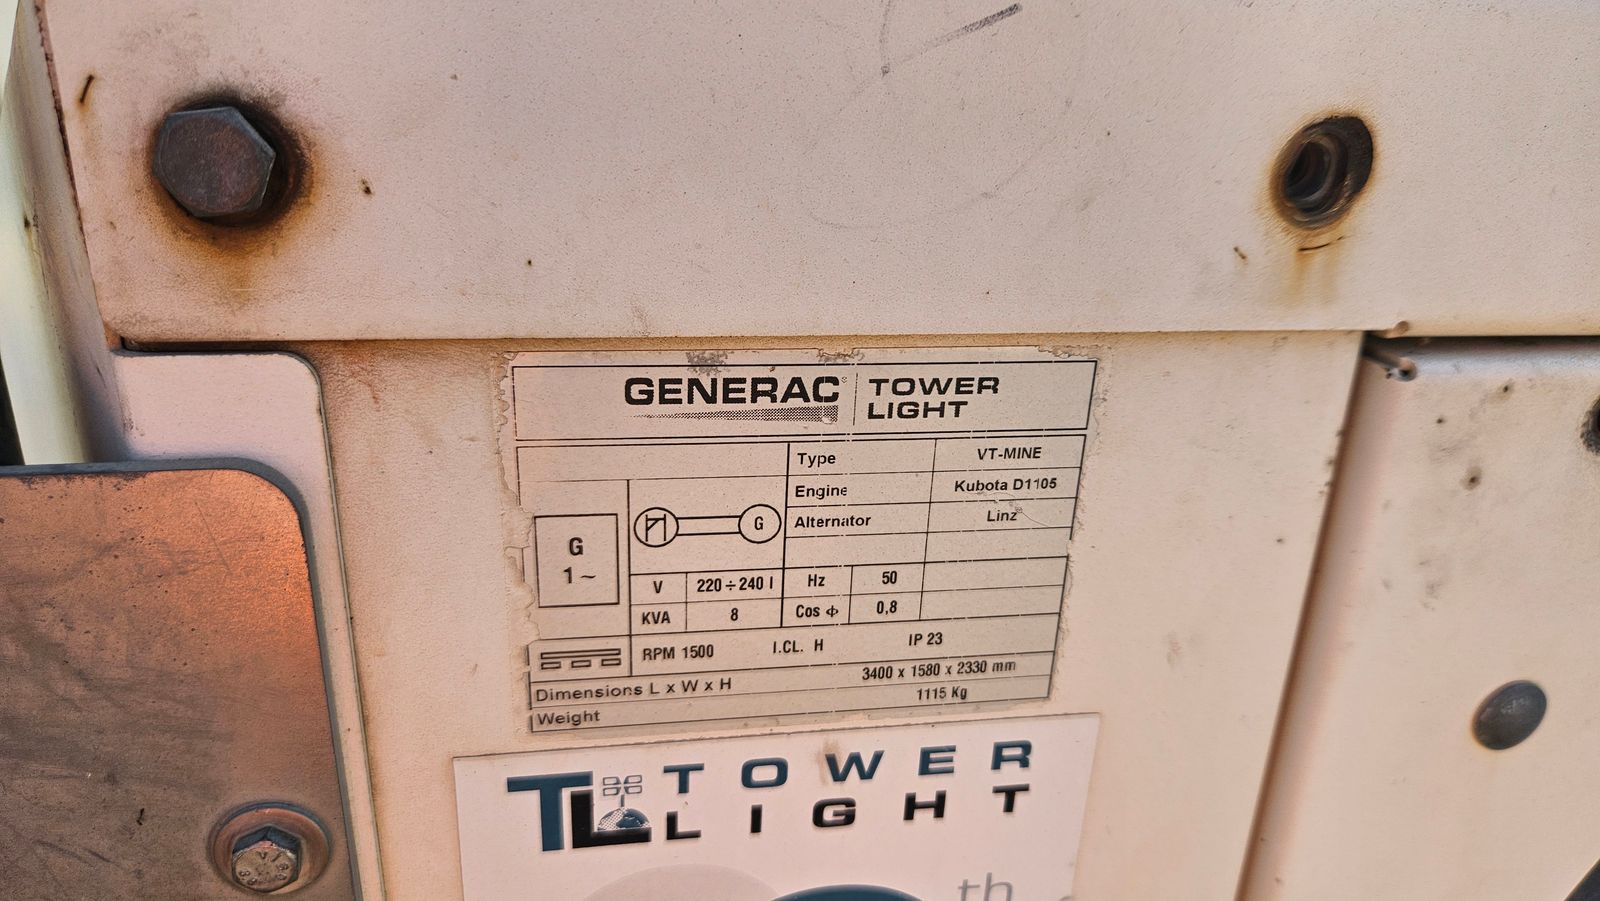 GENERAC
TOWER
LIGHT
Type VT-MINE
Engine Kubota D1105
Alternator Linz
G
1~
G
V 220÷240 Hz 50
KVA 8 Cos ф 0,8
RPM 1500 I.CL. H IP 23
Dimensions L x W x H 3400 x 1580 x 2330 mm
Weight 1115 Kg
TL TOWER
LIGHT
th